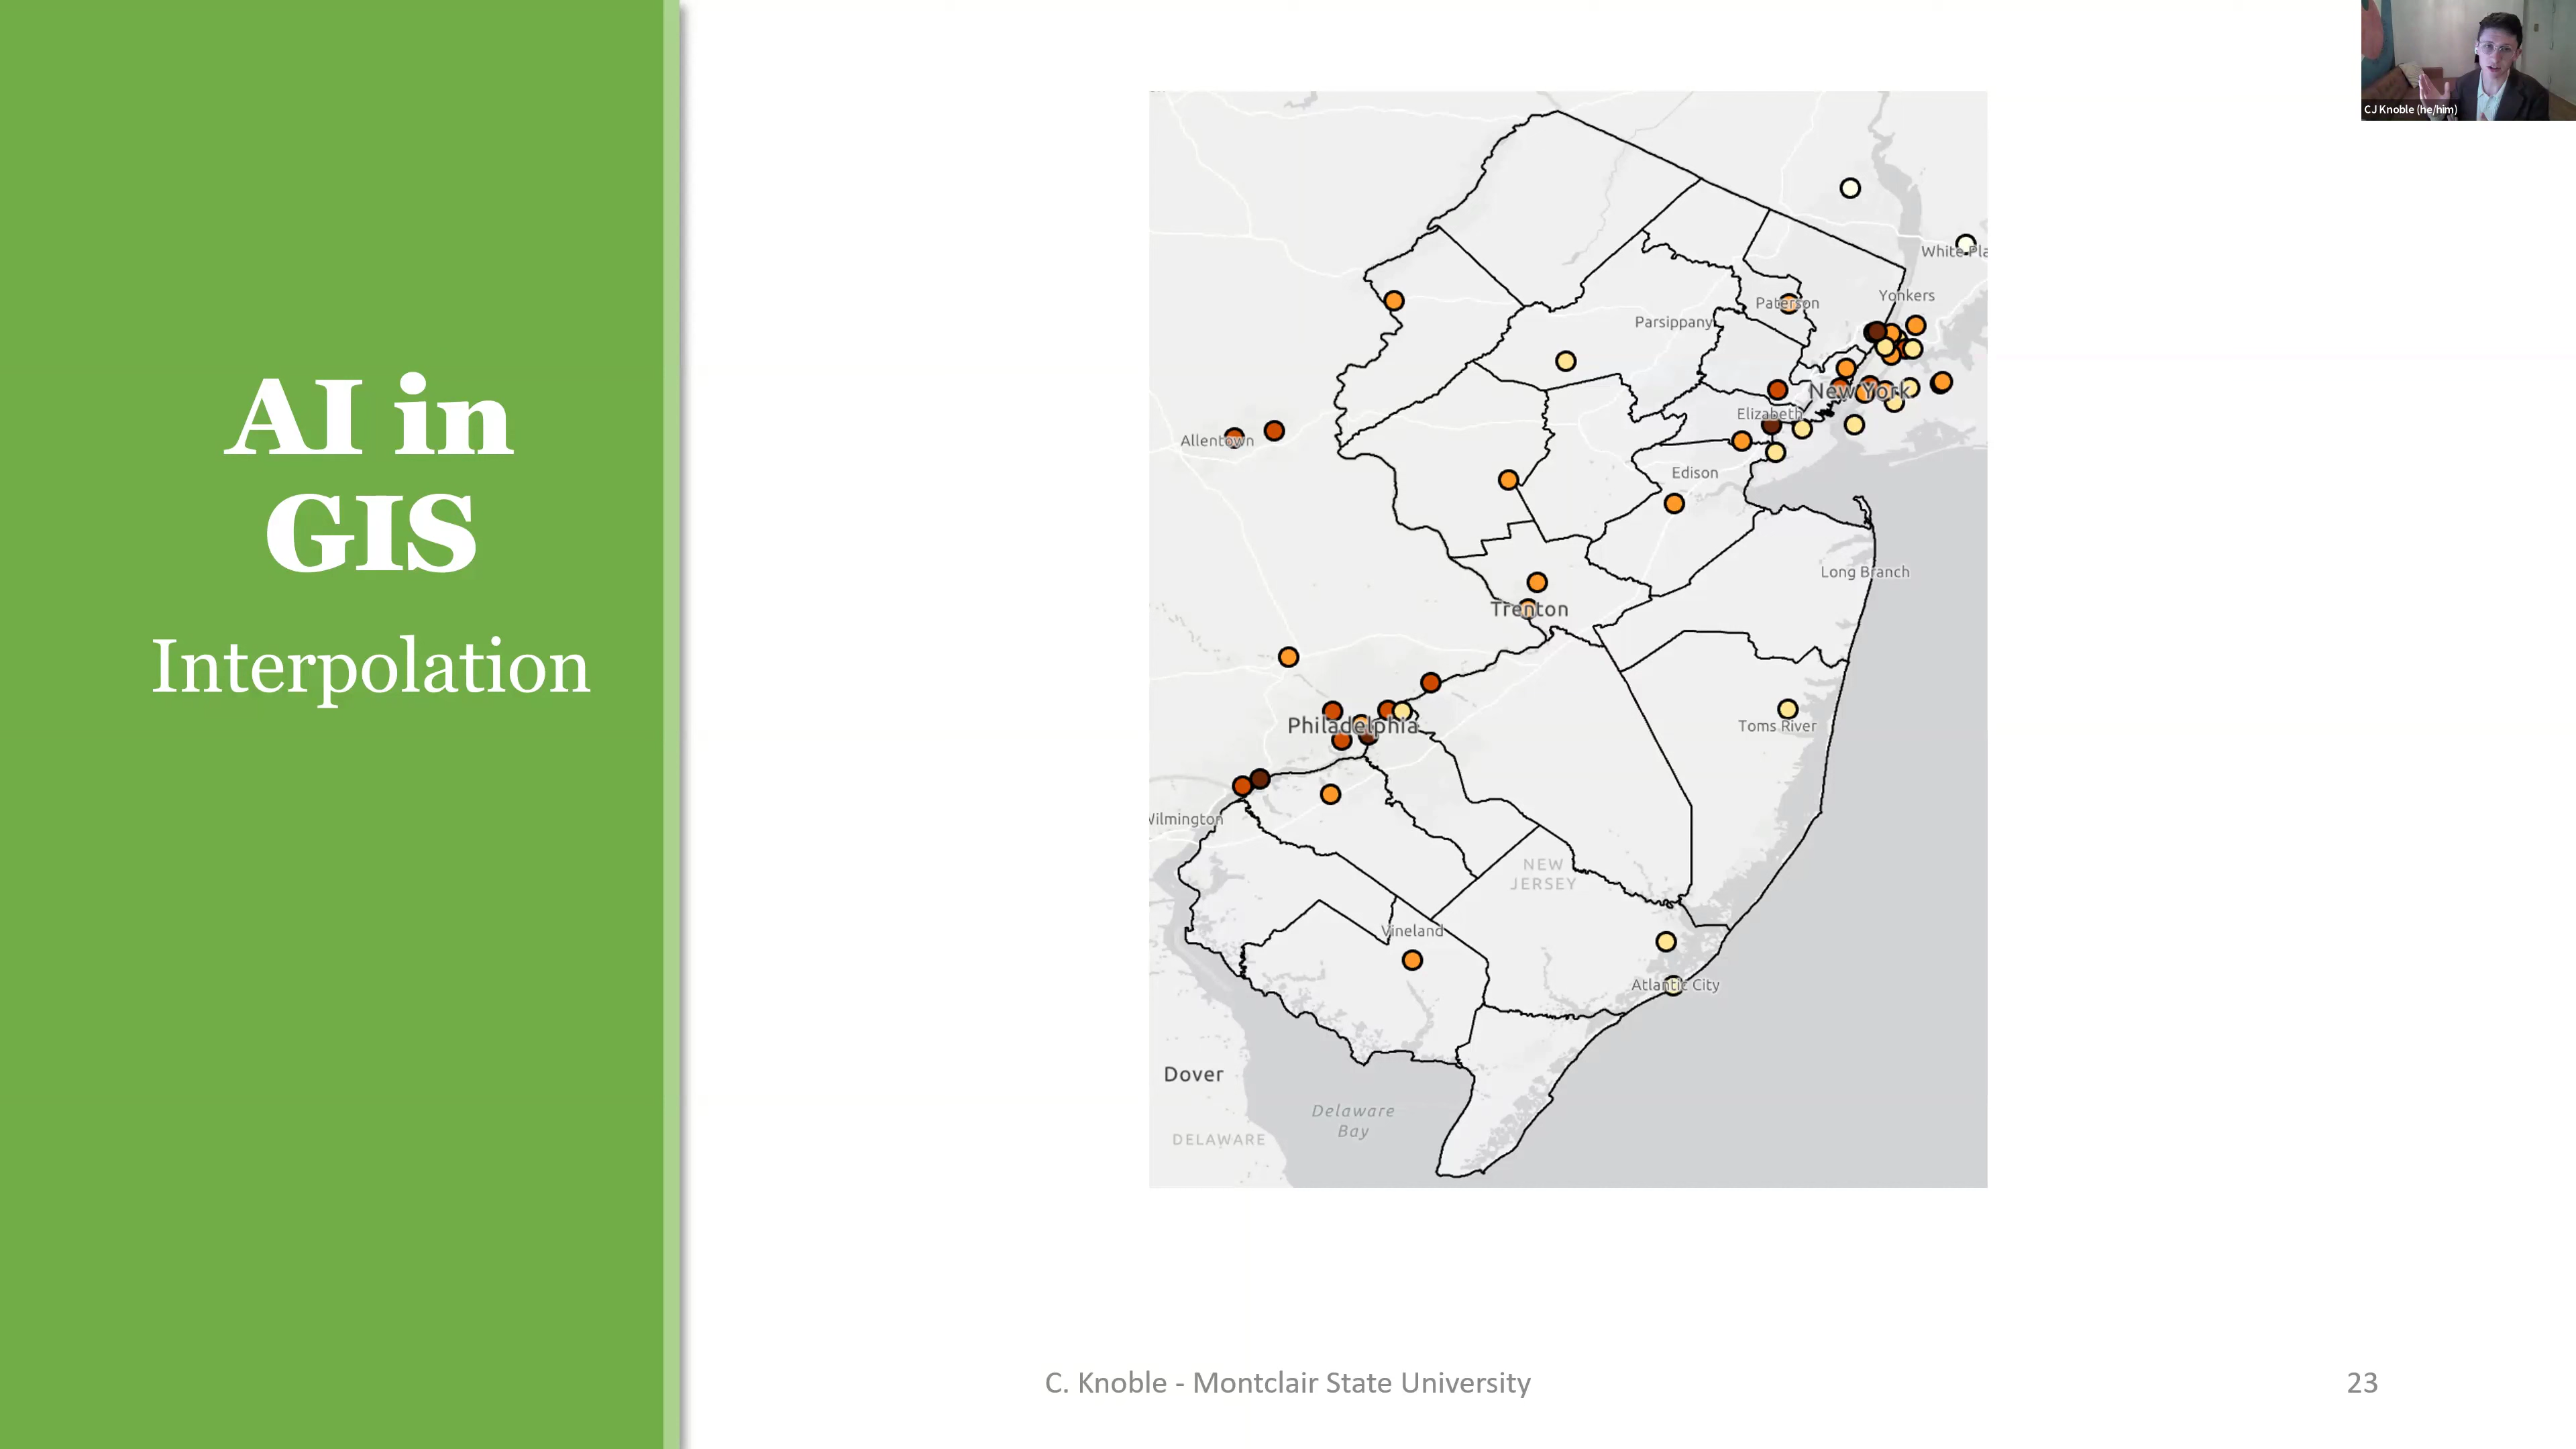 AI in
GIS
Interpolation
CJ Knoble (he/him)
White Pla
Yonkers
Paterson
Parsippany
New York
Elizabeth
Allentown
Edison
Long Branch
Trenton
Philadelphia
Toms River
Wilmington
NEW
JERSEY
Vineland
Atlantic City
Dover
Delaware
Bay
DELAWARE
C. Knoble - Montclair State University
23